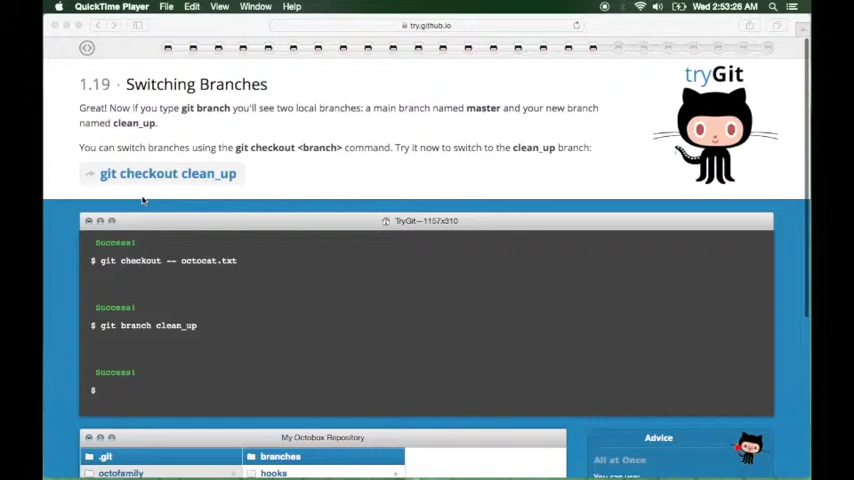 QuickTime Player File Edit View Window Help
Wed 2:53:26 AM
try.github.io
1.19 · Switching Branches
tryGit
Great! Now if you type git branch you'll see two local branches: a main branch named master and your new branch
named clean_up.
You can switch branches using the git checkout <branch> command. Try it now to switch to the clean_up branch:
git checkout clean_up
TryGit—1157x310
Success!
$ git checkout -- octocat.txt
Success!
$ git branch clean_up
Success!
$
My Octobox Repository
Advice
.git
branches
All at Once
octofamily
hooks
You can use: